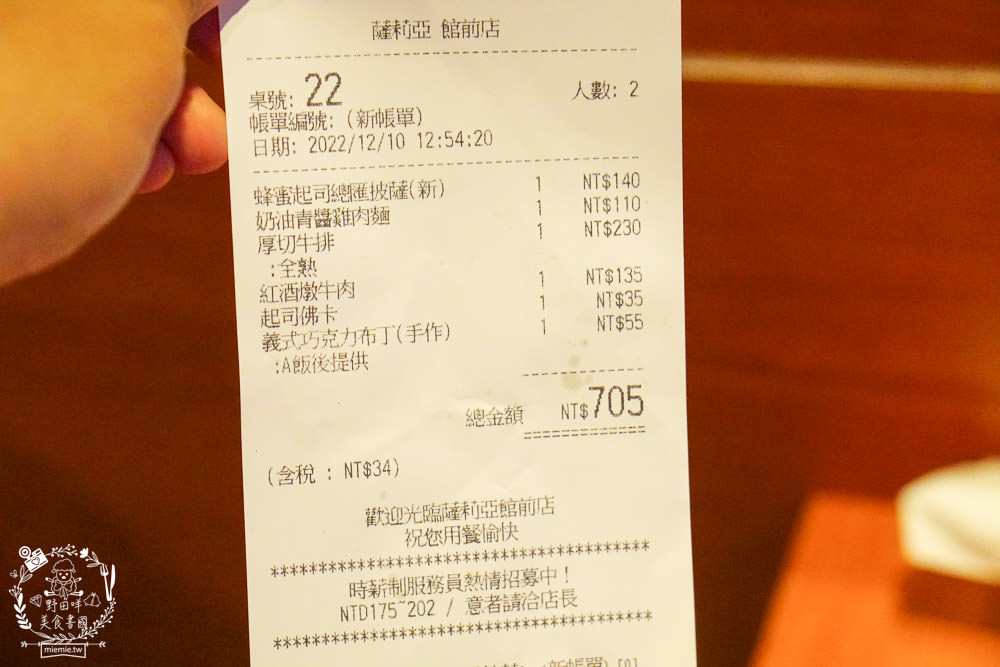 薩莉亞 館前店
桌號: 22 人數: 2
帳單編號: (新帳單)
日期: 2022/12/10 12:54:20
蜂蜜起司總匯披薩(新) 1 NT$140
奶油青醬雞肉麵 1 NT$110
厚切牛排 1 NT$230
:全熟
紅酒燉牛肉 1 NT$135
起司佛卡 1 NT$35
義式巧克力布丁(手作) 1 NT$55
:A飯後提供
總金額 NT$705
(含稅 : NT$34)
歡迎光臨薩莉亞館前店
祝您用餐愉快
************************************
時薪制服務員熱情招募中!
NTD175~202 / 意者請洽店長
************************************
(新帳單) [0]
野由咩
美食書國
miemie.tw